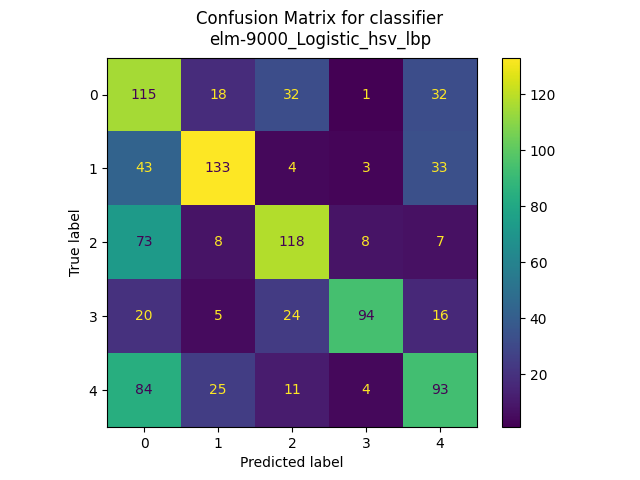 Confusion Matrix for classifier
elm-9000_Logistic_hsv_lbp
0 115 18 32 1 32
1 43 133 4 3 33
2 73 8 118 8 7
3 20 5 24 94 16
4 84 25 11 4 93
0 1 2 3 4
Predicted label
True label
120
100
80
60
40
20